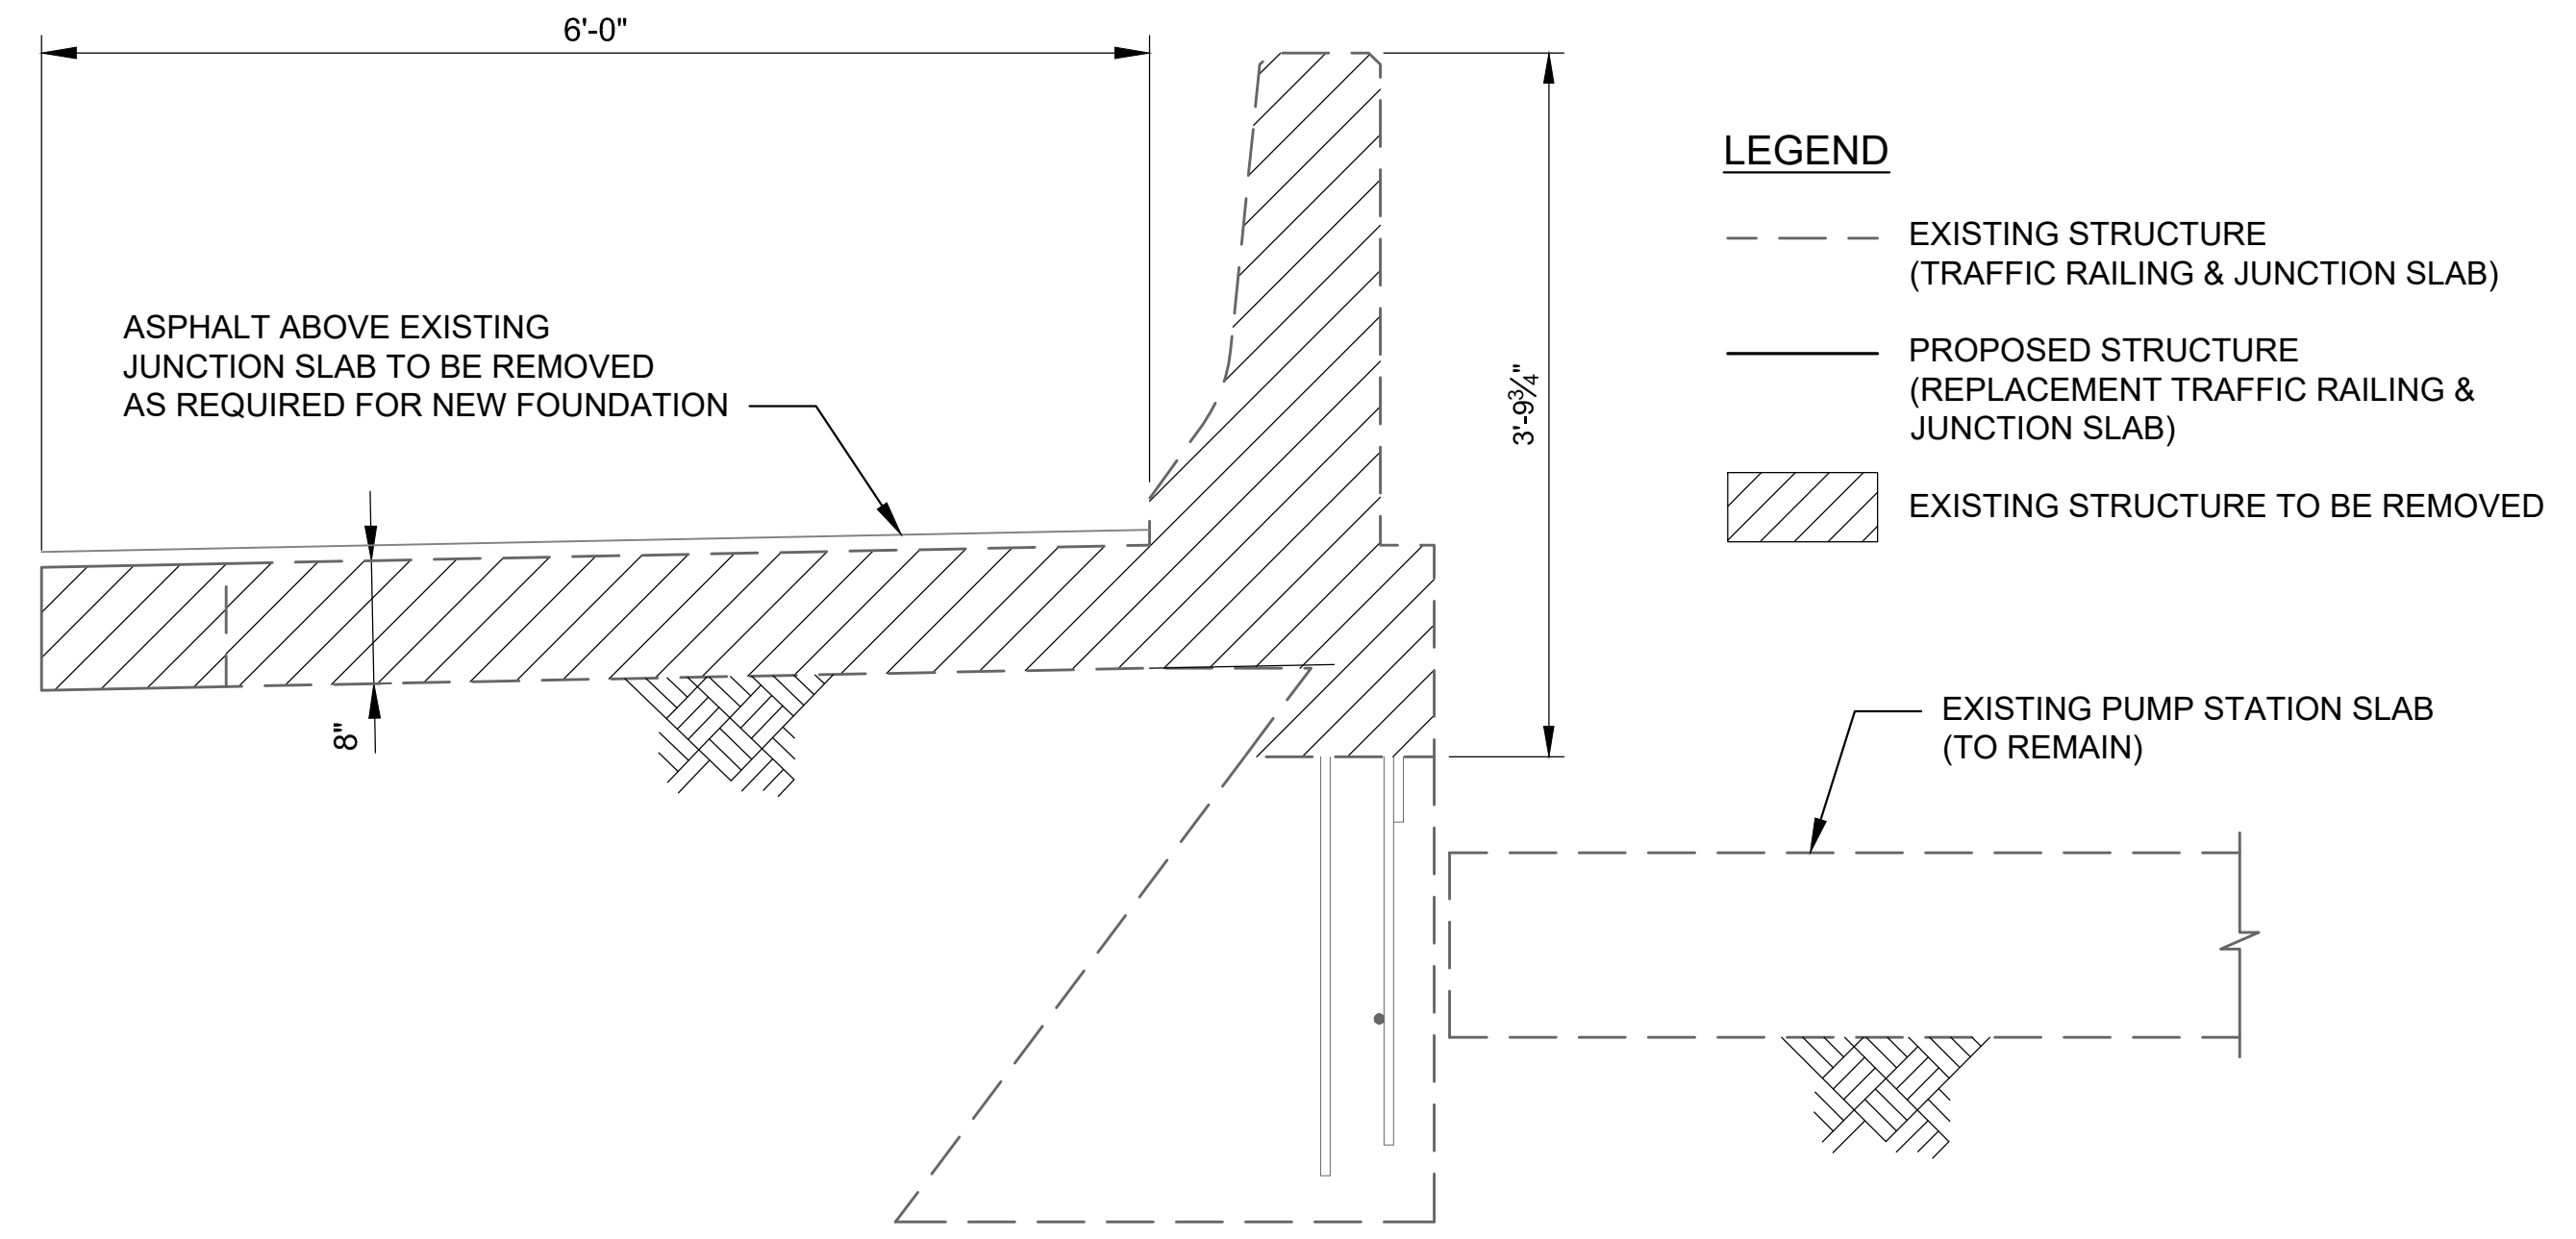 6'-0"
LEGEND
EXISTING STRUCTURE
(TRAFFIC RAILING & JUNCTION SLAB)
ASPHALT ABOVE EXISTING
JUNCTION SLAB TO BE REMOVED
AS REQUIRED FOR NEW FOUNDATION
PROPOSED STRUCTURE
(REPLACEMENT TRAFFIC RAILING &
JUNCTION SLAB)
3'-9¾"
EXISTING STRUCTURE TO BE REMOVED
8"
EXISTING PUMP STATION SLAB
(TO REMAIN)